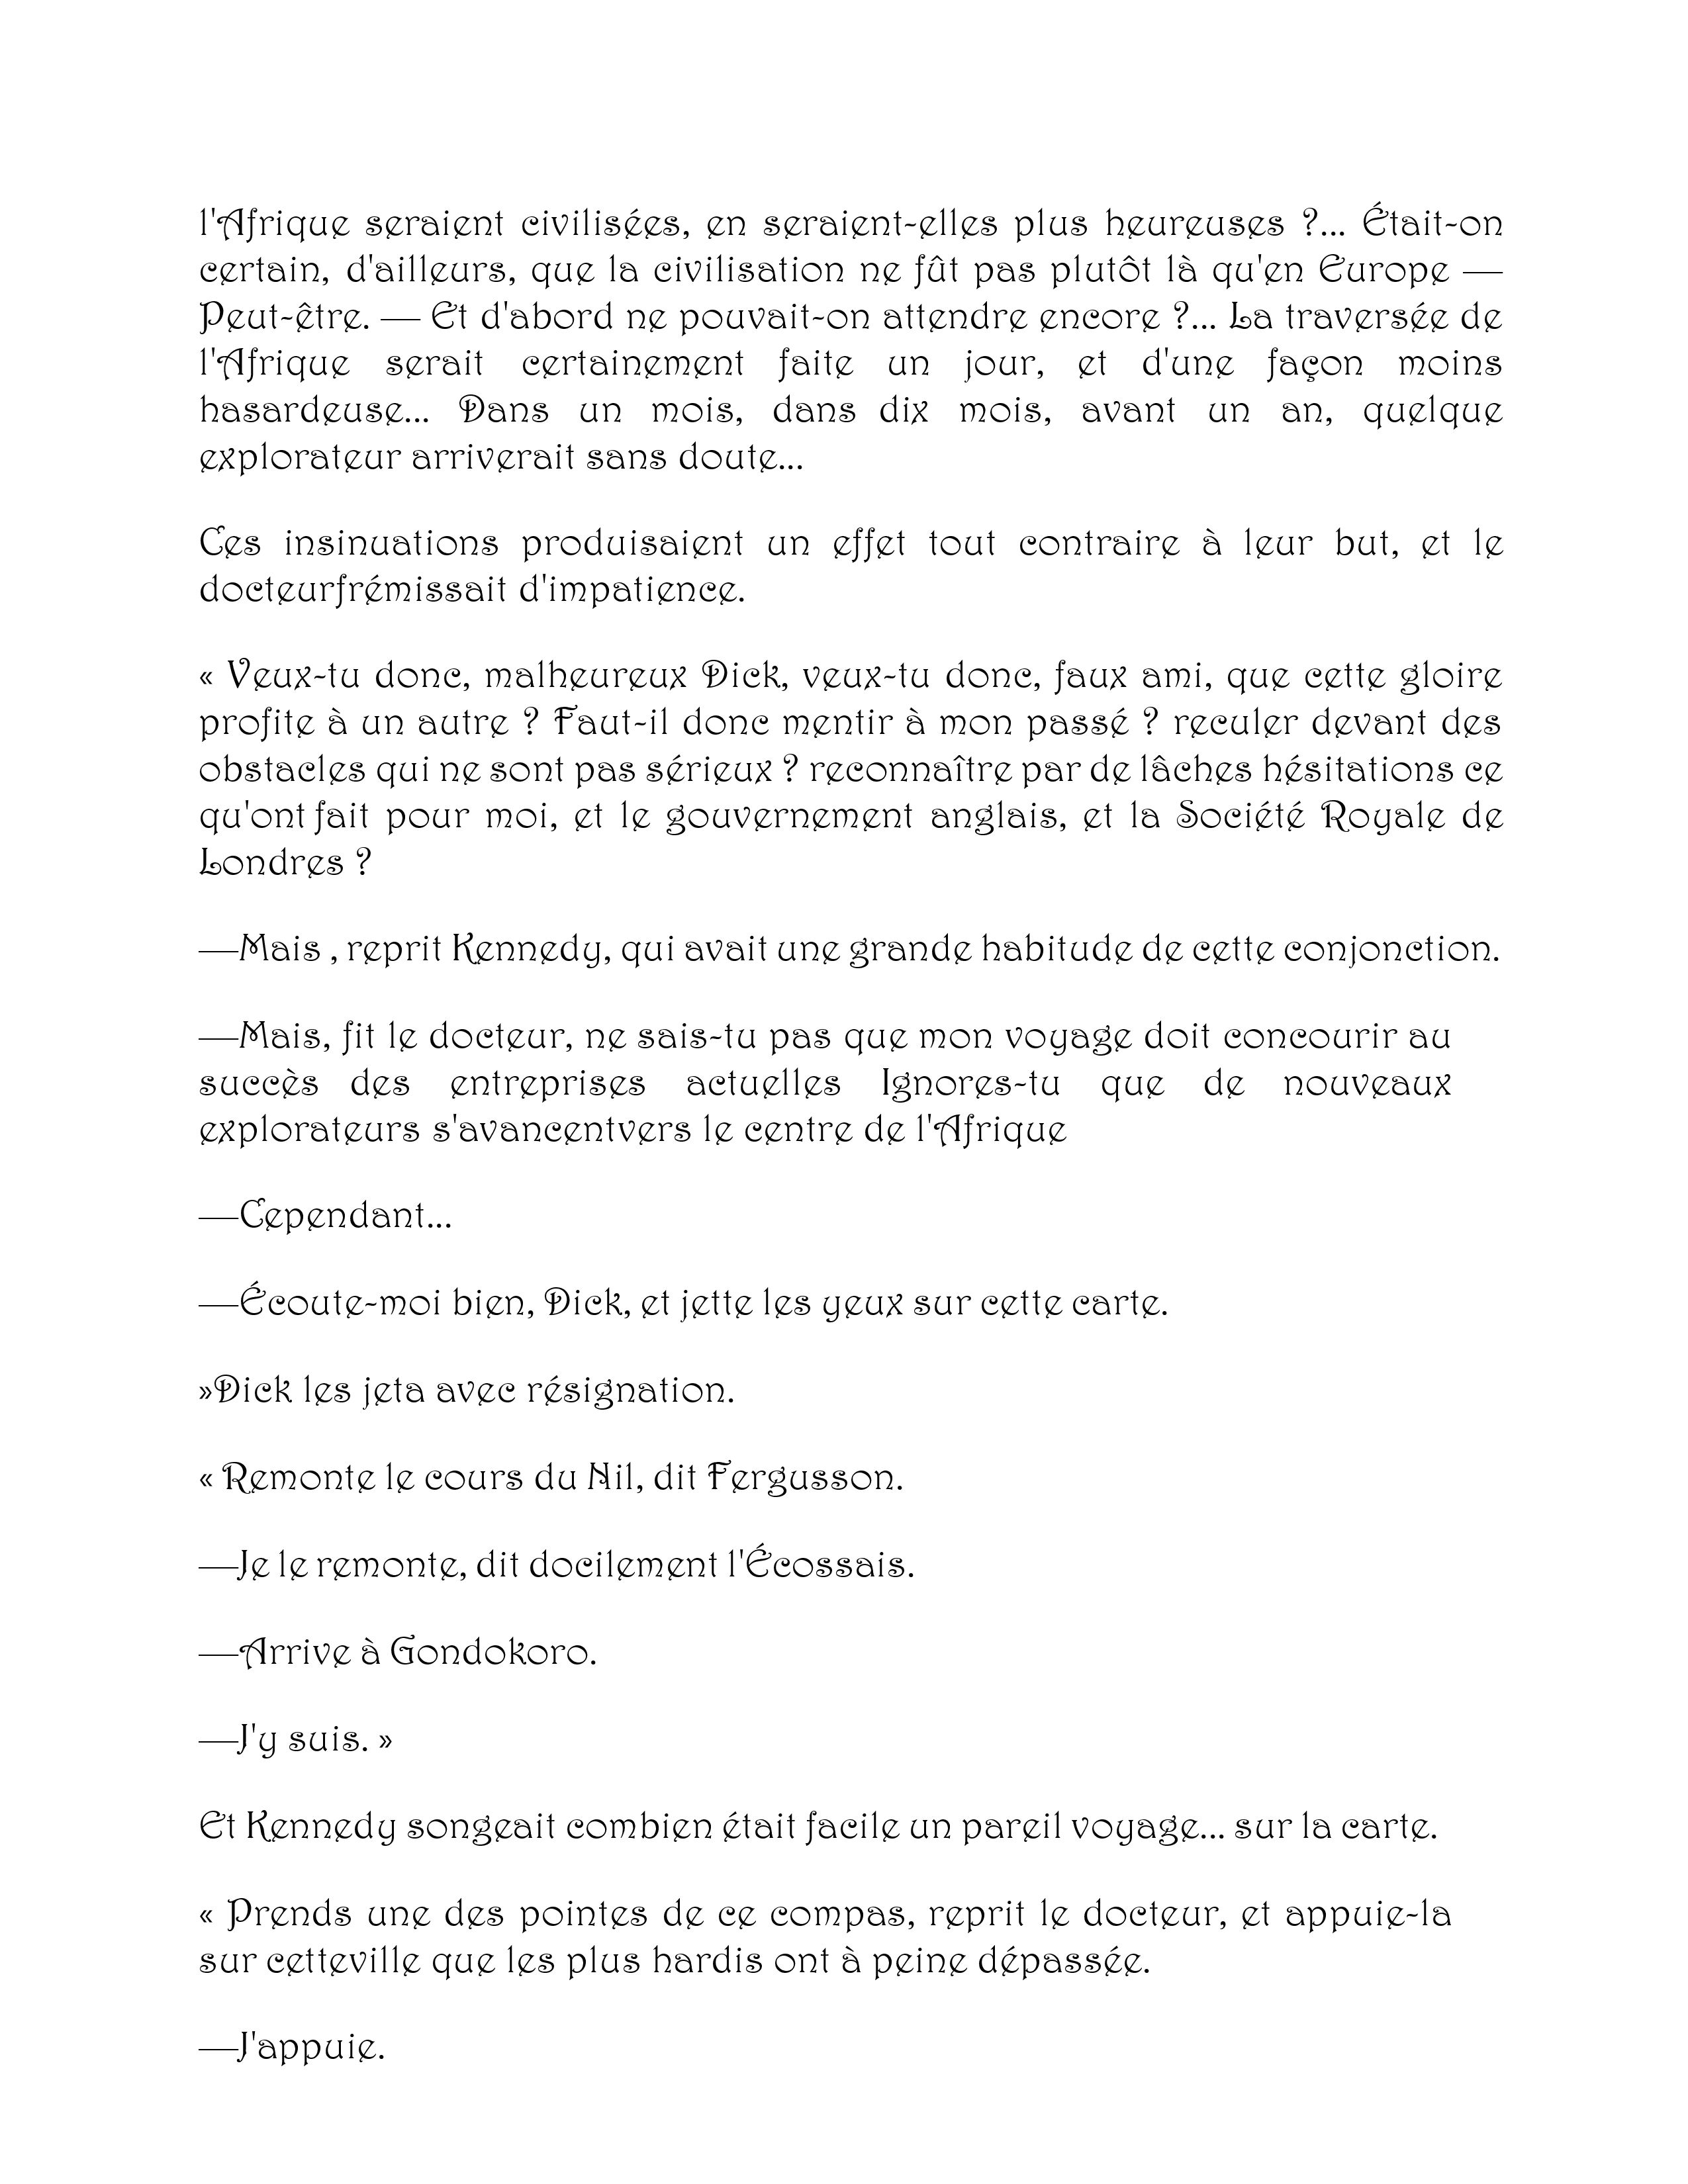 l'Afrique seraient civilisées, en seraient-elles plus heureuses ?... Était-on
certain, d'ailleurs, que la civilisation ne fût pas plutôt là qu'en Europe —
Peut-être. — Et d'abord ne pouvait-on attendre encore ?... La traversée de
l'Afrique serait certainement faite un jour, et d'une façon moins
hasardeuse... Dans un mois, dans dix mois, avant un an, quelque
explorateur arriverait sans doute...
Ces insinuations produisaient un effet tout contraire à leur but, et le
docteurfrémissait d'impatience.
« Veux-tu donc, malheureux Dick, veux-tu donc, faux ami, que cette gloire
profite à un autre ? Faut-il donc mentir à mon passé ? reculer devant des
obstacles qui ne sont pas sérieux ? reconnaître par de lâches hésitations ce
qu'ont fait pour moi, et le gouvernement anglais, et la Société Royale de
Londres ?
—Mais , reprit Kennedy, qui avait une grande habitude de cette conjonction.
—Mais, fit le docteur, ne sais-tu pas que mon voyage doit concourir au
succès des entreprises actuelles Ignores-tu que de nouveaux
explorateurs s'avancentvers le centre de l'Afrique
—Cependant...
—Écoute-moi bien, Dick, et jette les yeux sur cette carte.
»Dick les jeta avec résignation.
« Remonte le cours du Nil, dit Fergusson.
—Je le remonte, dit docilement l'Écossais.
—Arrive à Gondokoro.
—J'y suis. »
Et Kennedy songeait combien était facile un pareil voyage... sur la carte.
« Prends une des pointes de ce compas, reprit le docteur, et appuie-la
sur cetteville que les plus hardis ont à peine dépassée.
—J'appuie.